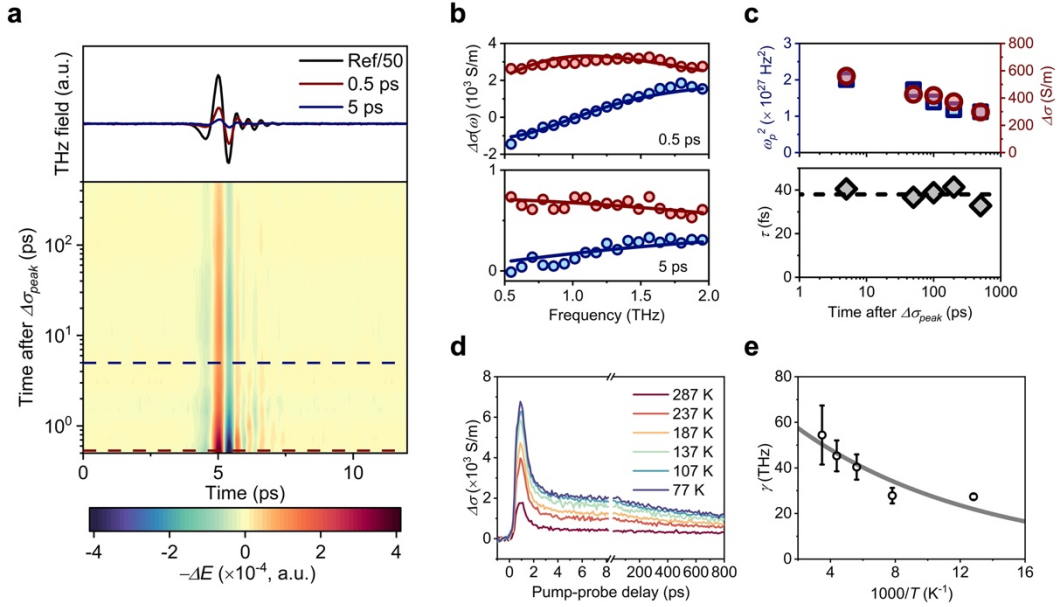 a
THz field (a.u.)
Ref/50
0.5 ps
5 ps
Time after Δσpeak (ps)
10²
10¹
10⁰
0
5
10
Time (ps)
-4
-2
0
2
4
−ΔE (×10⁻⁴, a.u.)
b
Δσ(ω) (10³ S/m)
4
2
0
-2
0.5 ps
1
0
5 ps
0.5
1.0
1.5
2.0
Frequency (THz)
c
ωp² (× 10²⁷ Hz²)
3
2
1
0
800
600
400
200
0
Δσ (S/m)
τ (fs)
40
20
0
1
10
100
1000
Time after Δσpeak (ps)
d
Δσ (×10³ S/m)
8
6
4
2
0
287 K
237 K
187 K
137 K
107 K
77 K
0
2
4
6
8
200
400
600
800
Pump-probe delay (ps)
e
γ (THz)
80
60
40
20
0
4
8
12
16
1000/T (K⁻¹)